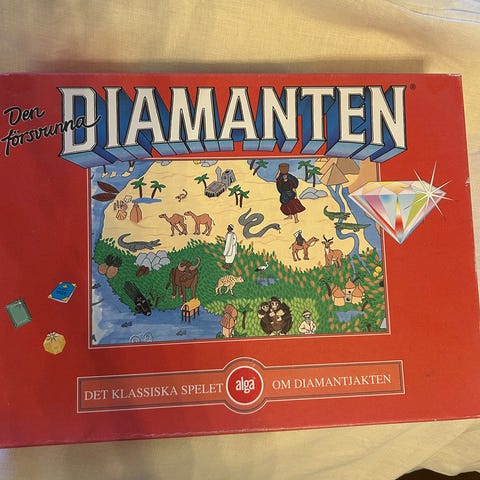 Den
försvunna
DIAMANTEN®
DET KLASSISKA SPELET alga OM DIAMANTJAKTEN